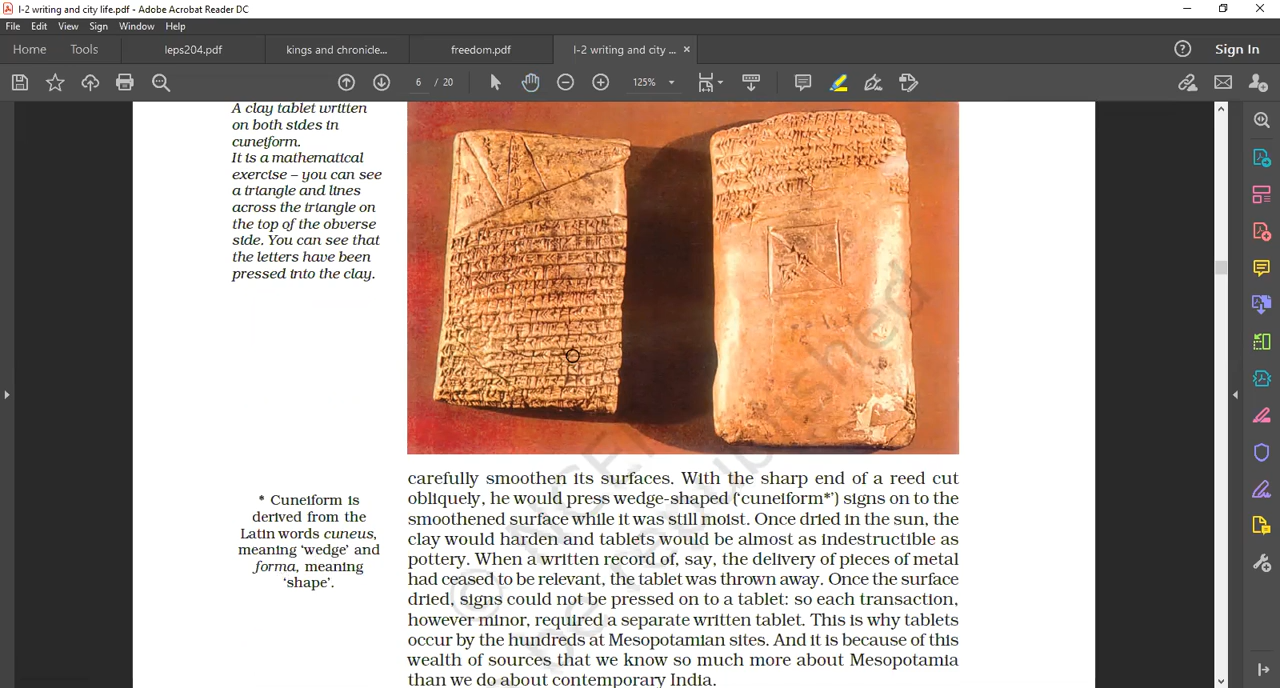 I-2 writing and city life.pdf - Adobe Acrobat Reader DC
File Edit View Sign Window Help
Home Tools leps204.pdf kings and chronicle... freedom.pdf I-2 writing and city ... × Sign In
6 / 20 125%
A clay tablet written
on both sides in
cuneiform.
It is a mathematical
exercise – you can see
a triangle and lines
across the triangle on
the top of the obverse
side. You can see that
the letters have been
pressed into the clay.
carefully smoothen its surfaces. With the sharp end of a reed cut
obliquely, he would press wedge-shaped (‘cuneiform*’) signs on to the
smoothened surface while it was still moist. Once dried in the sun, the
clay would harden and tablets would be almost as indestructible as
pottery. When a written record of, say, the delivery of pieces of metal
had ceased to be relevant, the tablet was thrown away. Once the surface
dried, signs could not be pressed on to a tablet: so each transaction,
however minor, required a separate written tablet. This is why tablets
occur by the hundreds at Mesopotamian sites. And it is because of this
wealth of sources that we know so much more about Mesopotamia
than we do about contemporary India.
* Cuneiform is
derived from the
Latin words cuneus,
meaning ‘wedge’ and
forma, meaning
‘shape’.